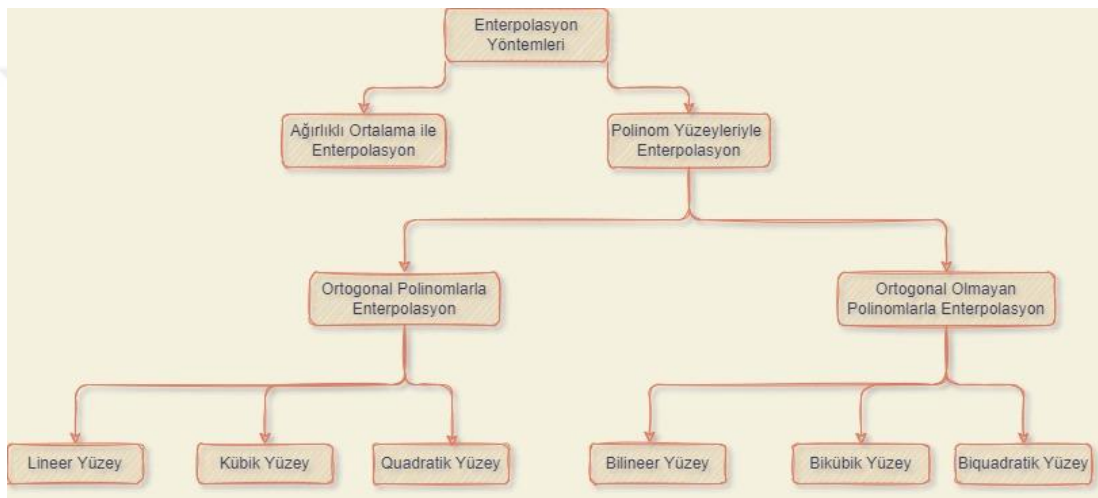 Enterpolasyon
Yöntemleri
Ağırlıklı Ortalama ile
Enterpolasyon
Polinom Yüzeyleriyle
Enterpolasyon
Ortogonal Polinomlarla
Enterpolasyon
Ortogonal Olmayan
Polinomlarla Enterpolasyon
Lineer Yüzey
Kübik Yüzey
Quadratik Yüzey
Bilineer Yüzey
Bikübik Yüzey
Biquadratik Yüzey